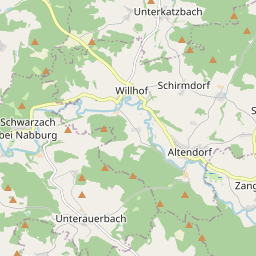 Unterkatzbach
Willhof
Schirmdorf
Schwarzach
bei Nabburg
Altendorf
Zang
Unterauerbach
S